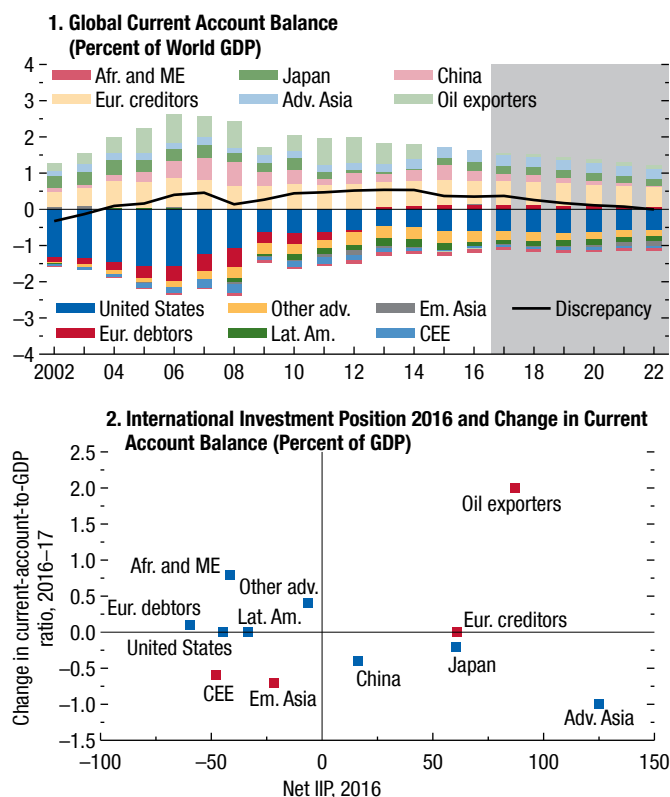 1. Global Current Account Balance
(Percent of World GDP)
4
3
2
1
0
–1
–2
–3
–4
Afr. and ME
Japan
China
Eur. creditors
Adv. Asia
Oil exporters
United States
Other adv.
Em. Asia
Discrepancy
Eur. debtors
Lat. Am.
CEE
2002 04 06 08 10 12 14 16 18 20 22
2. International Investment Position 2016 and Change in Current
Account Balance (Percent of GDP)
Change in current-account-to-GDP
ratio, 2016–17
2.5
2.0
1.5
1.0
0.5
0.0
–0.5
–1.0
–1.5
Oil exporters
Afr. and ME
Other adv.
Eur. debtors
Lat. Am.
Eur. creditors
United States
Japan
China
CEE
Em. Asia
Adv. Asia
–100 –50 0 50 100 150
Net IIP, 2016